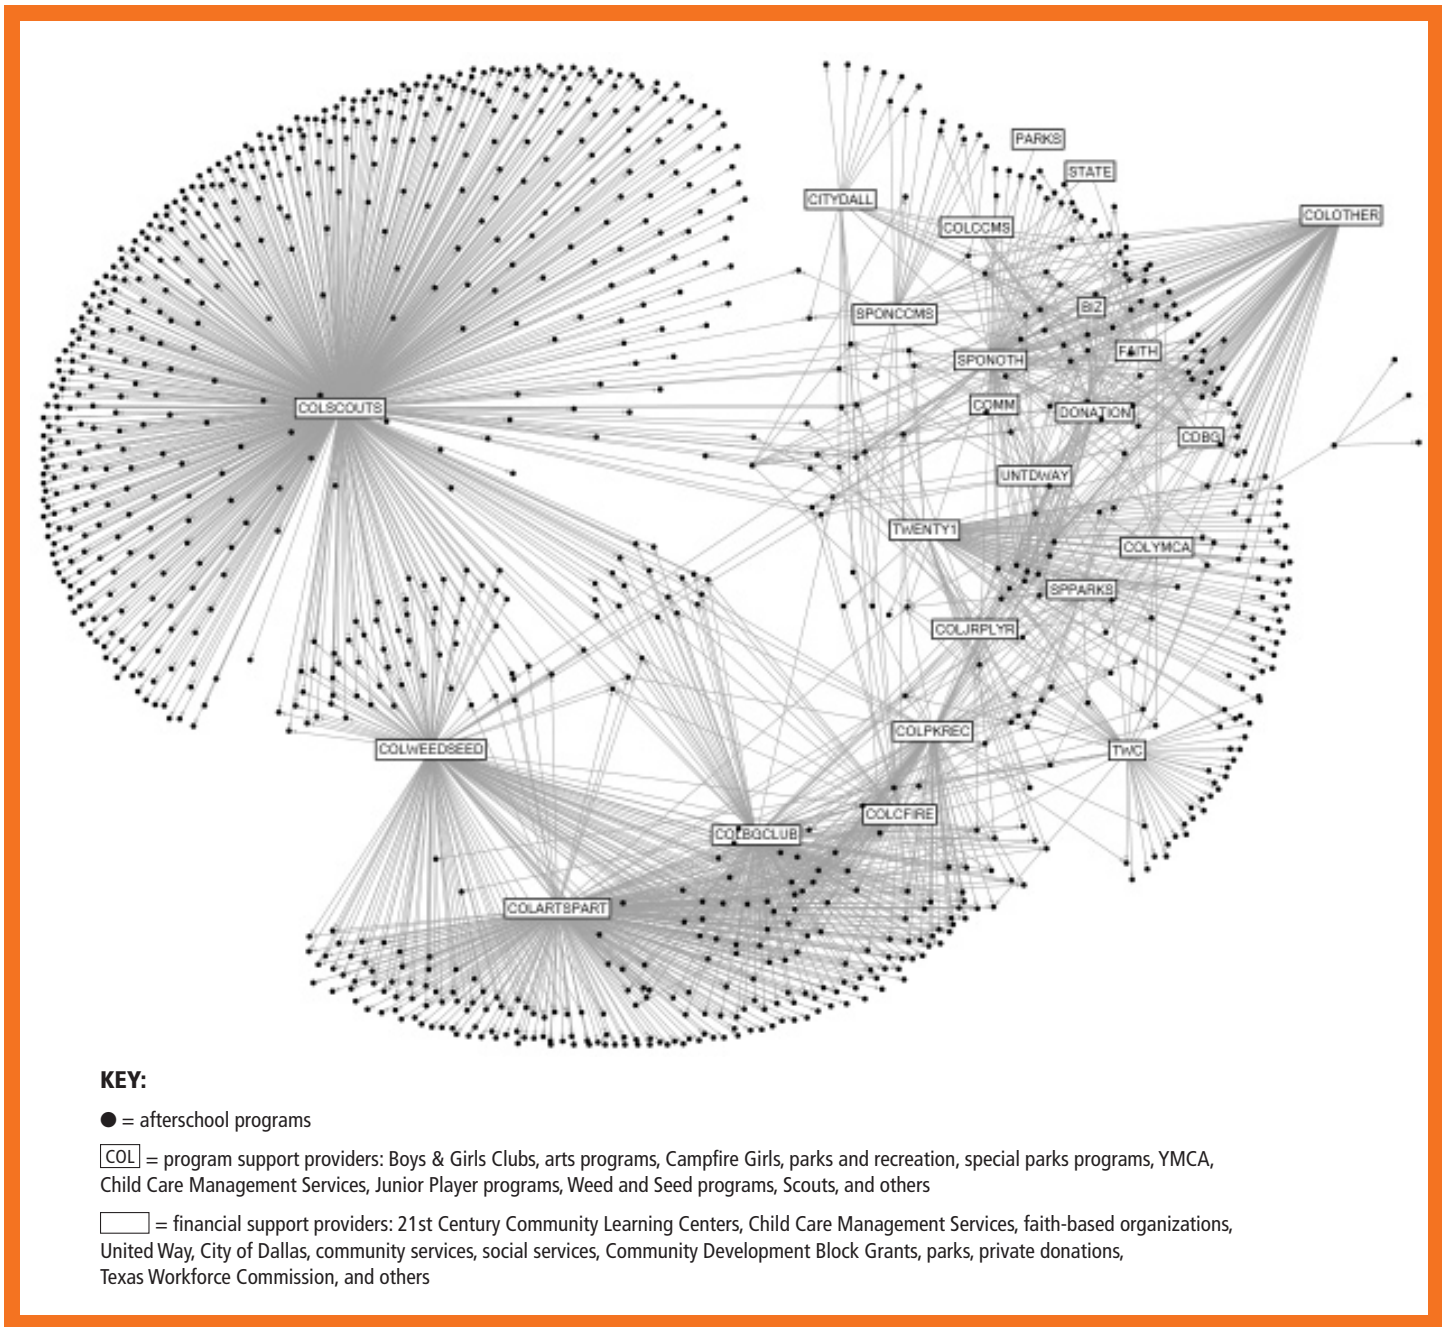 PARKS
STATE
CITYDALL
COLOTHER
COLCCMS
BIZ
SPONCCMS
FAITH
SPONOTH
COMM
DONATION
COLSCOUTS
CDBG
UNTDWAY
TWENTY1
COLYMCA
SPPARKS
COLJRPLYR
COLPKREC
COLWEEDSEED
TWC
COLCFIRE
COLBGCLUB
COLARTSPART
KEY:
= afterschool programs
COL = program support providers: Boys & Girls Clubs, arts programs, Campfire Girls, parks and recreation, special parks programs, YMCA,
Child Care Management Services, Junior Player programs, Weed and Seed programs, Scouts, and others
= financial support providers: 21st Century Community Learning Centers, Child Care Management Services, faith-based organizations,
United Way, City of Dallas, community services, social services, Community Development Block Grants, parks, private donations,
Texas Workforce Commission, and others